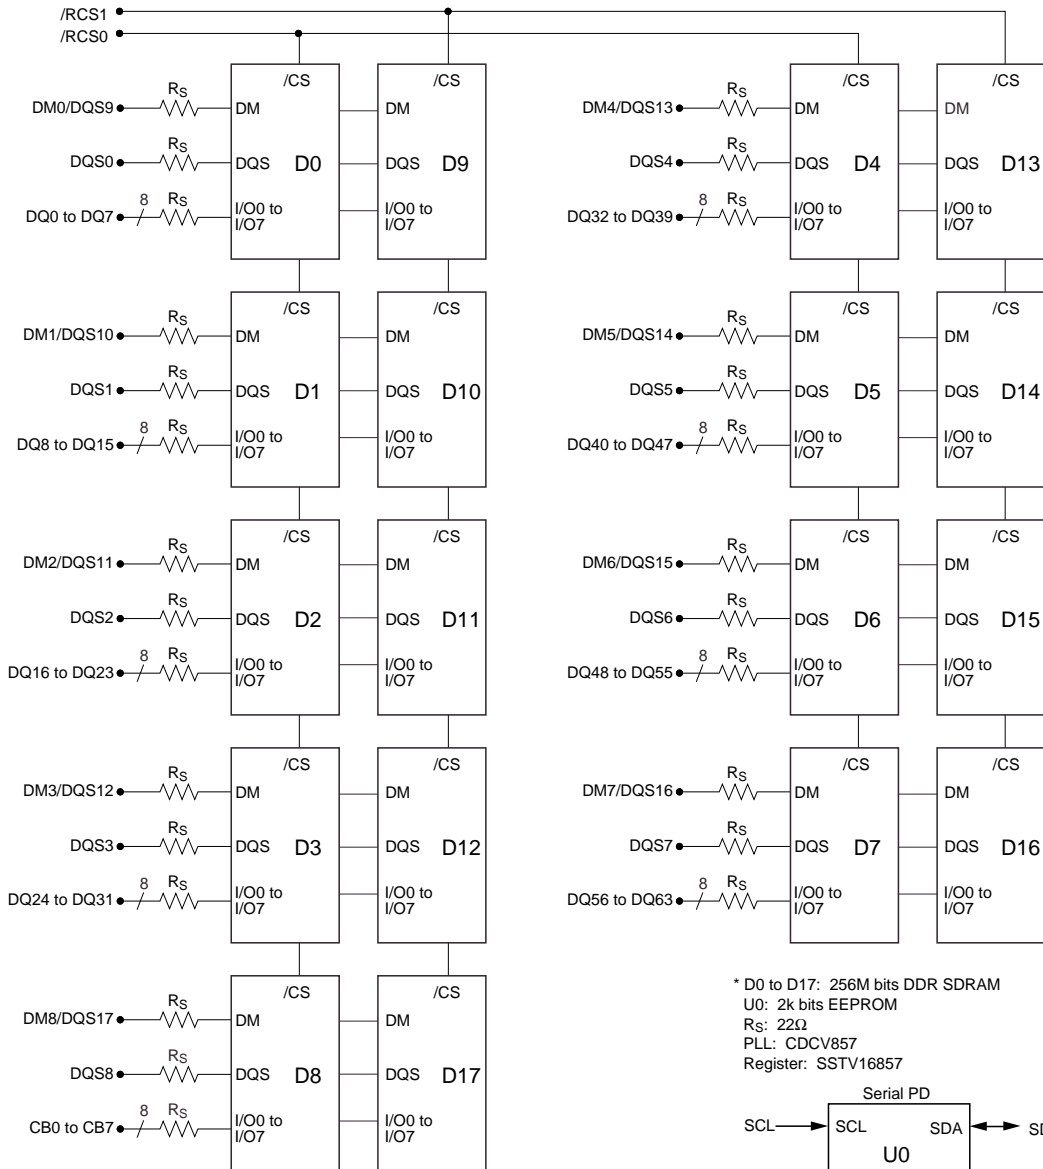 /RCS1
/RCS0
/CS /CS /CS /CS
DM0/DQS9 RS DM DM DM4/DQS13 RS DM DM
DQS0 RS DQS D0 DQS D9 DQS4 RS DQS D4 DQS D13
DQ0 to DQ7 8 RS I/O0 to I/O7 I/O0 to I/O7 DQ32 to DQ39 8 RS I/O0 to I/O7 I/O0 to I/O7
/CS /CS /CS /CS
DM1/DQS10 RS DM DM DM5/DQS14 RS DM DM
DQS1 RS DQS D1 DQS D10 DQS5 RS DQS D5 DQS D14
DQ8 to DQ15 8 RS I/O0 to I/O7 I/O0 to I/O7 DQ40 to DQ47 8 RS I/O0 to I/O7 I/O0 to I/O7
/CS /CS /CS /CS
DM2/DQS11 RS DM DM DM6/DQS15 RS DM DM
DQS2 RS DQS D2 DQS D11 DQS6 RS DQS D6 DQS D15
DQ16 to DQ23 8 RS I/O0 to I/O7 I/O0 to I/O7 DQ48 to DQ55 8 RS I/O0 to I/O7 I/O0 to I/O7
/CS /CS /CS /CS
DM3/DQS12 RS DM DM DM7/DQS16 RS DM DM
DQS3 RS DQS D3 DQS D12 DQS7 RS DQS D7 DQS D16
DQ24 to DQ31 8 RS I/O0 to I/O7 I/O0 to I/O7 DQ56 to DQ63 8 RS I/O0 to I/O7 I/O0 to I/O7
/CS /CS
DM8/DQS17 RS DM DM
DQS8 RS DQS D8 DQS D17
CB0 to CB7 8 RS I/O0 to I/O7 I/O0 to I/O7
* D0 to D17: 256M bits DDR SDRAM
U0: 2k bits EEPROM
RS: 22Ω
PLL: CDCV857
Register: SSTV16857
Serial PD
SCL SCL SDA
U0